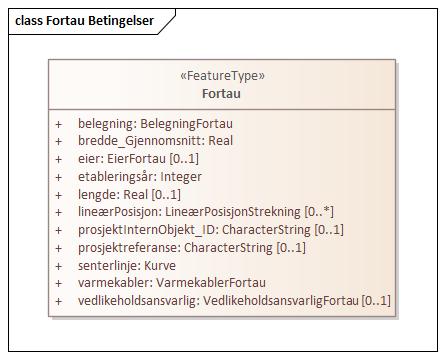 class Fortau Betingelser
«FeatureType»
Fortau
+ belegning: BelegningFortau
+ bredde_Gjennomsnitt: Real
+ eier: EierFortau [0..1]
+ etableringsår: Integer
+ lengde: Real [0..1]
+ lineærPosisjon: LineærPosisjonStrekning [0..*]
+ prosjektInternObjekt_ID: CharacterString [0..1]
+ prosjektreferanse: CharacterString [0..1]
+ senterlinje: Kurve
+ varmekabler: VarmekablerFortau
+ vedlikeholdsansvarlig: VedlikeholdsansvarligFortau [0..1]